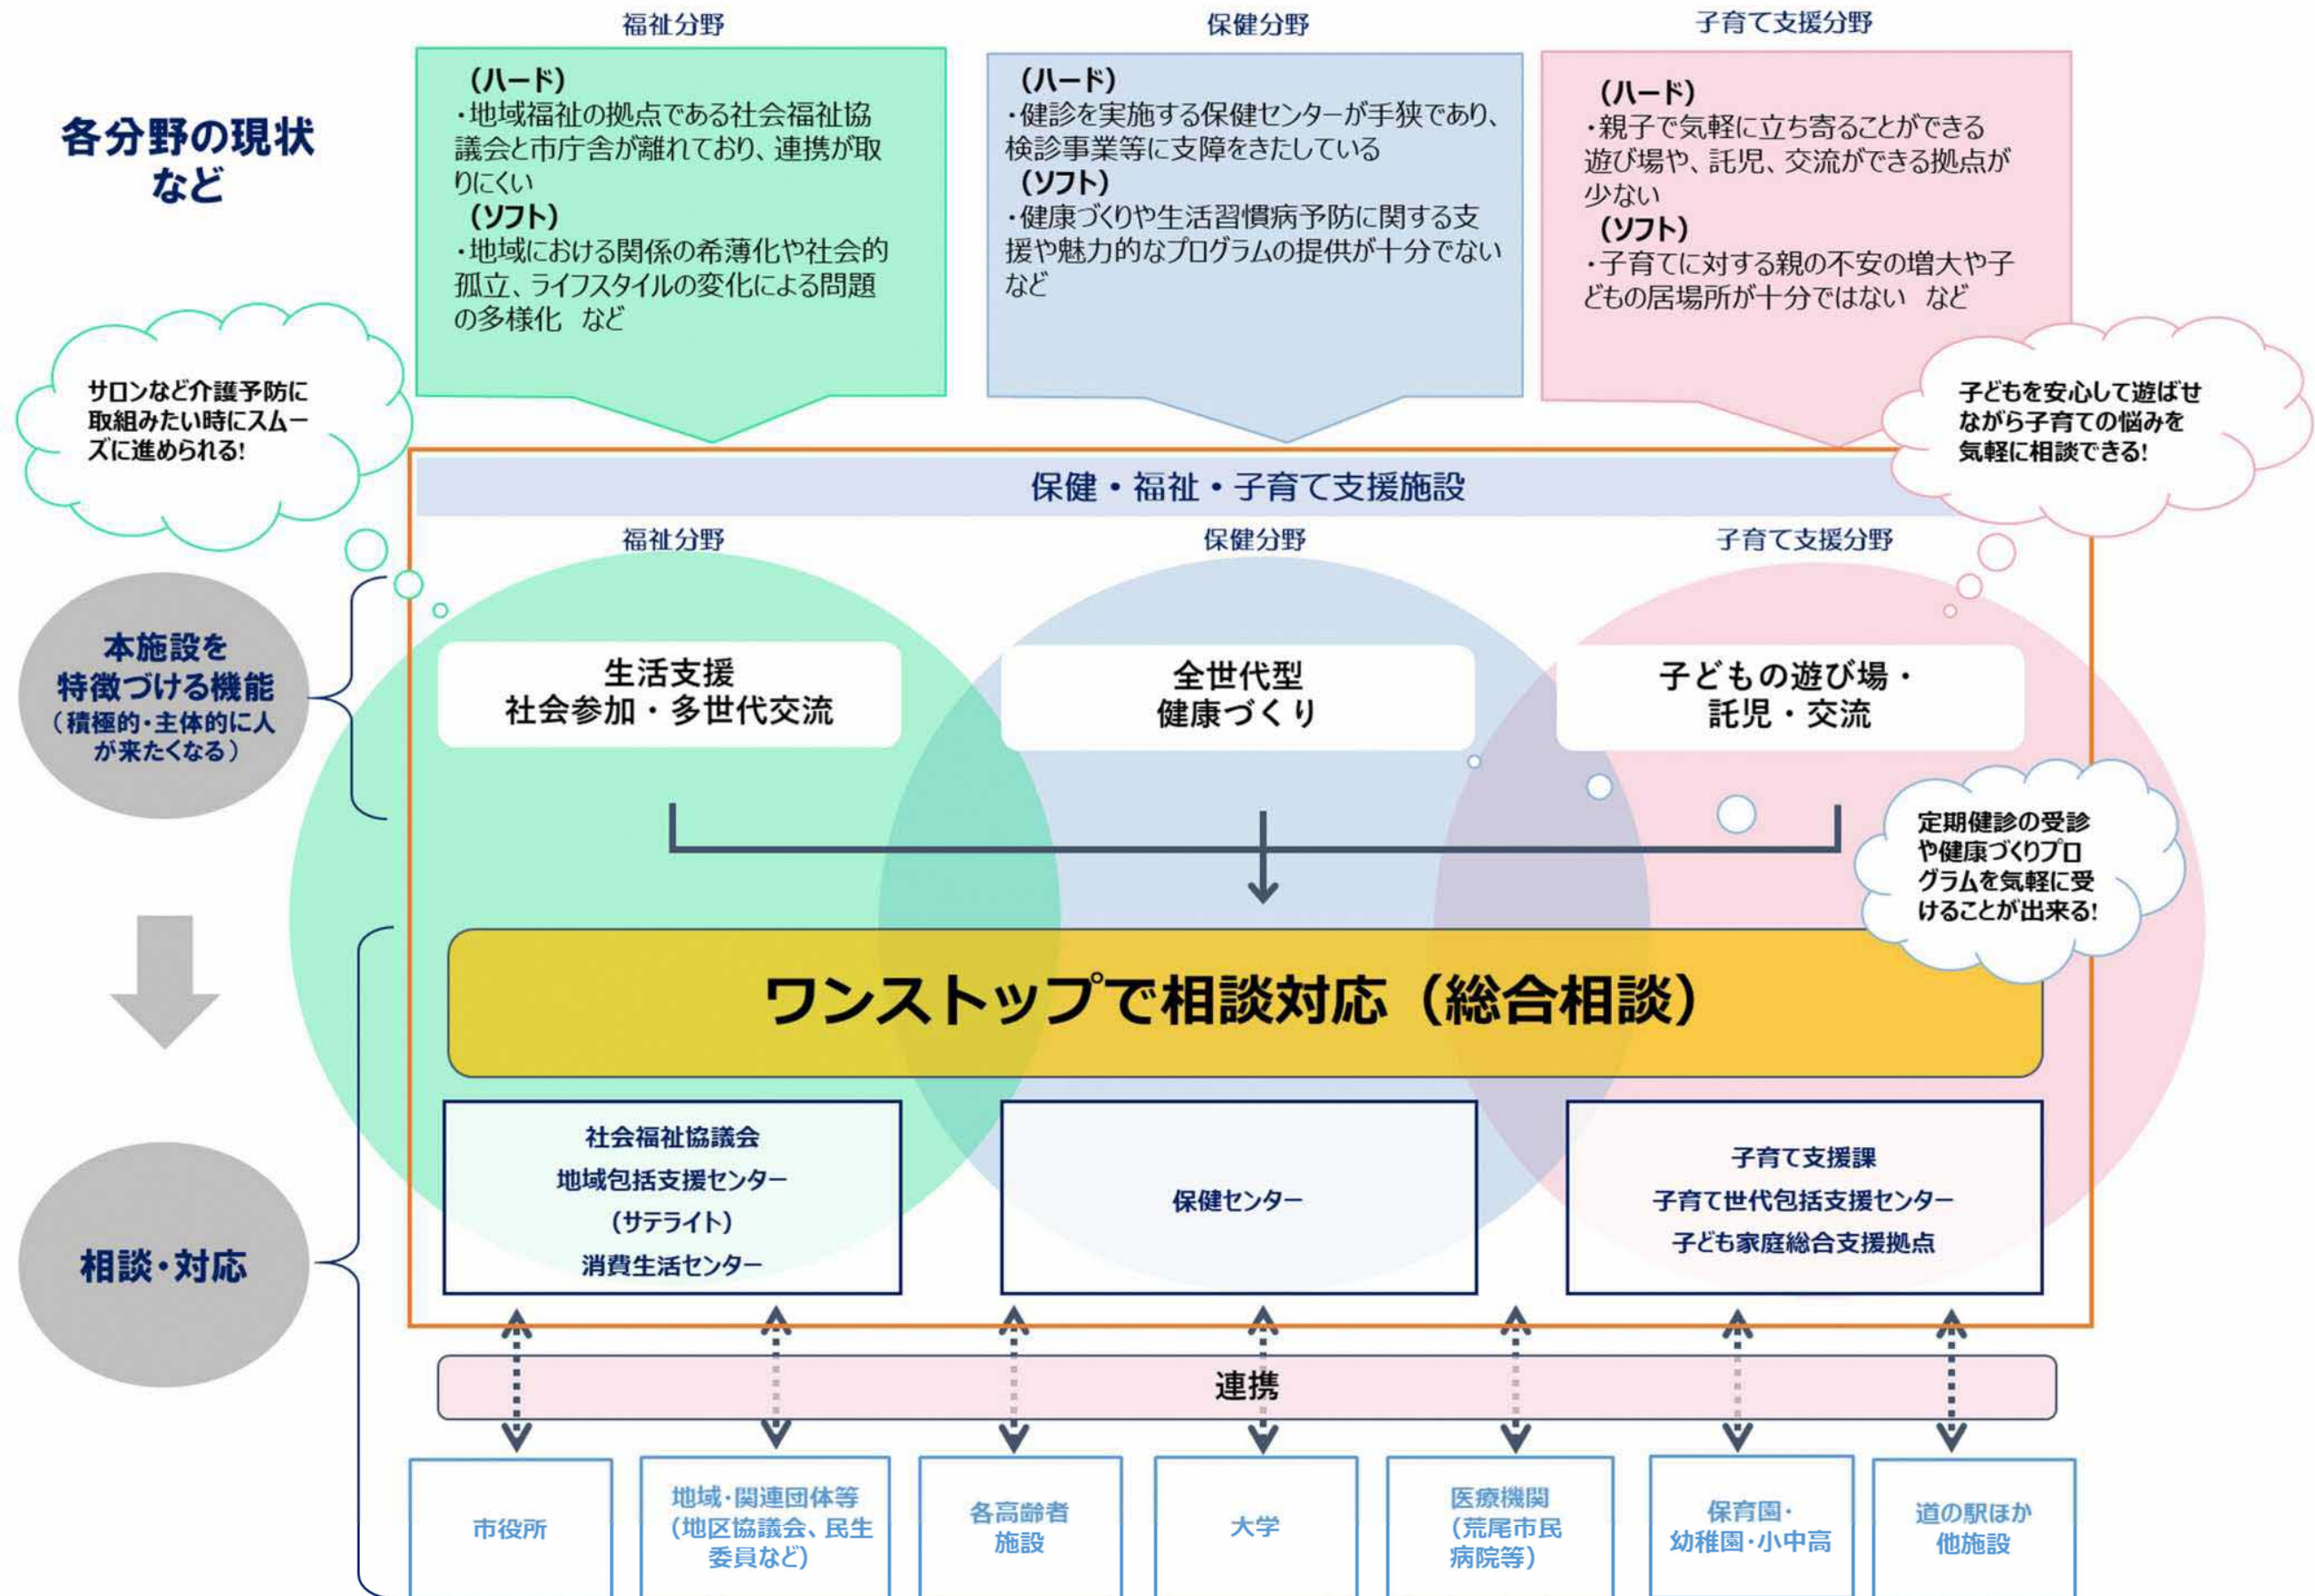 福祉分野
保健分野
子育て支援分野
各分野の現状
など
（ハード）
・地域福祉の拠点である社会福祉協
議会と市庁舎が離れており、連携が取
りにくい
（ソフト）
・地域における関係の希薄化や社会的
孤立、ライフスタイルの変化による問題
の多様化　など
（ハード）
・健診を実施する保健センターが手狭であり、
検診事業等に支障をきたしている
（ソフト）
・健康づくりや生活習慣病予防に関する支
援や魅力的なプログラムの提供が十分でない
など
（ハード）
・親子で気軽に立ち寄ることができる
遊び場や、託児、交流ができる拠点が
少ない
（ソフト）
・子育てに対する親の不安の増大や子
どもの居場所が十分ではない　など
サロンなど介護予防に
取組みたい時にスムー
ズに進められる！
子どもを安心して遊ばせ
ながら子育ての悩みを
気軽に相談できる！
保健・福祉・子育て支援施設
福祉分野
保健分野
子育て支援分野
本施設を
特徴づける機能
（積極的・主体的に人
が来たくなる）
生活支援
社会参加・多世代交流
全世代型
健康づくり
子どもの遊び場・
託児・交流
定期健診の受診
や健康づくりプロ
グラムを気軽に受
けることが出来る！
ワンストップで相談対応（総合相談）
相談・対応
社会福祉協議会
地域包括支援センター
（サテライト）
消費生活センター
保健センター
子育て支援課
子育て世代包括支援センター
子ども家庭総合支援拠点
連携
市役所
地域・関連団体等
（地区協議会、民生
委員など）
各高齢者
施設
大学
医療機関
（荒尾市民
病院等）
保育園・
幼稚園・小中高
道の駅ほか
他施設